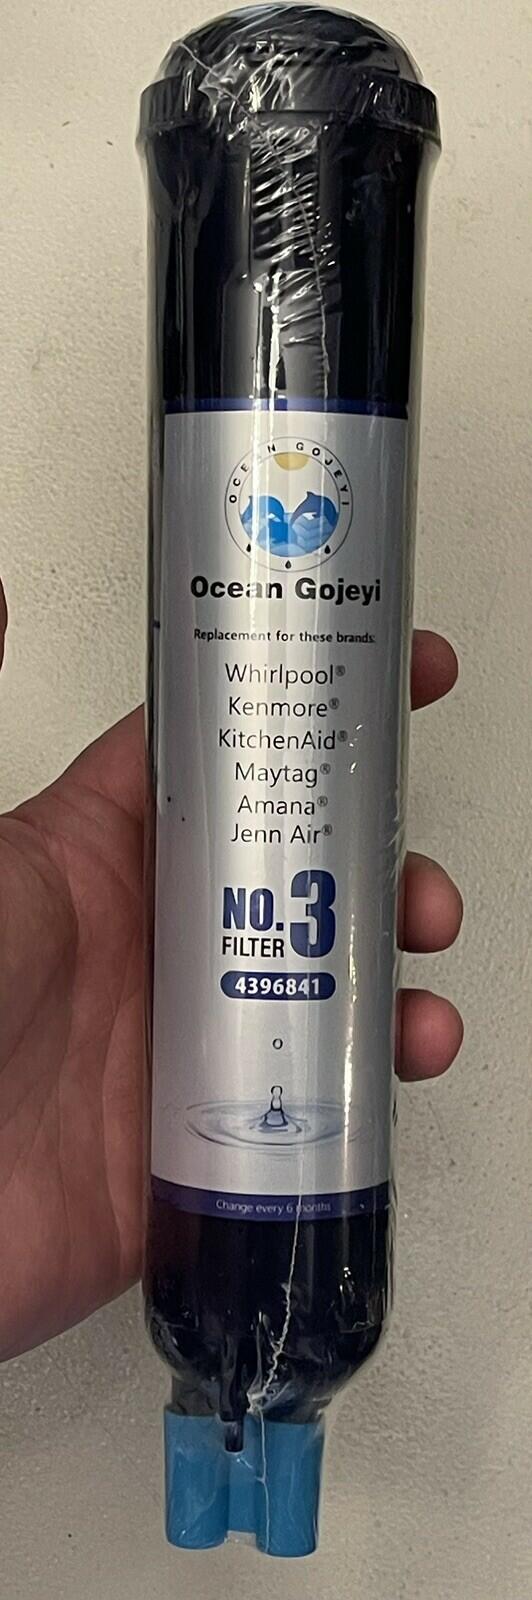 OCEAN GOJEYI
Ocean Gojeyi
Replacement for these brands:
Whirlpool®
Kenmore®
KitchenAid®
Maytag®
Amana®
Jenn Air®
NO. 3
FILTER
4396841
Change every 6 months